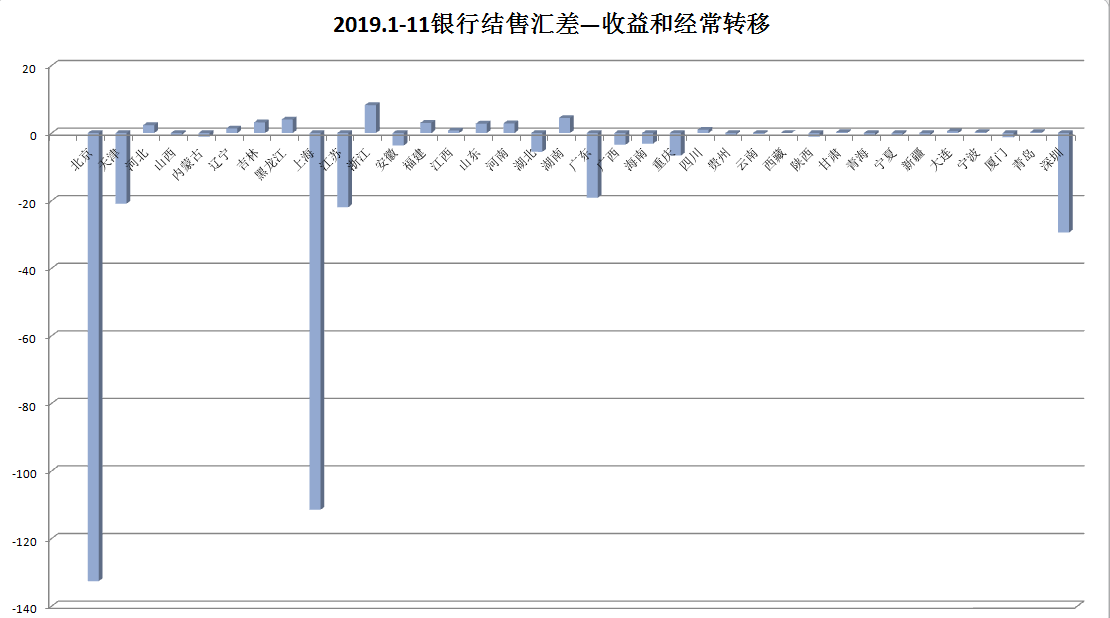 2019.1-11银行结售汇差—收益和经常转移
20
0
-20
-40
-60
-80
-100
-120
-140
北京
天津
河北
山西
内蒙古
辽宁
吉林
黑龙江
上海
江苏
浙江
安徽
福建
江西
山东
河南
湖北
湖南
广东
广西
海南
重庆
四川
贵州
云南
西藏
陕西
甘肃
青海
宁夏
新疆
大连
宁波
厦门
青岛
深圳